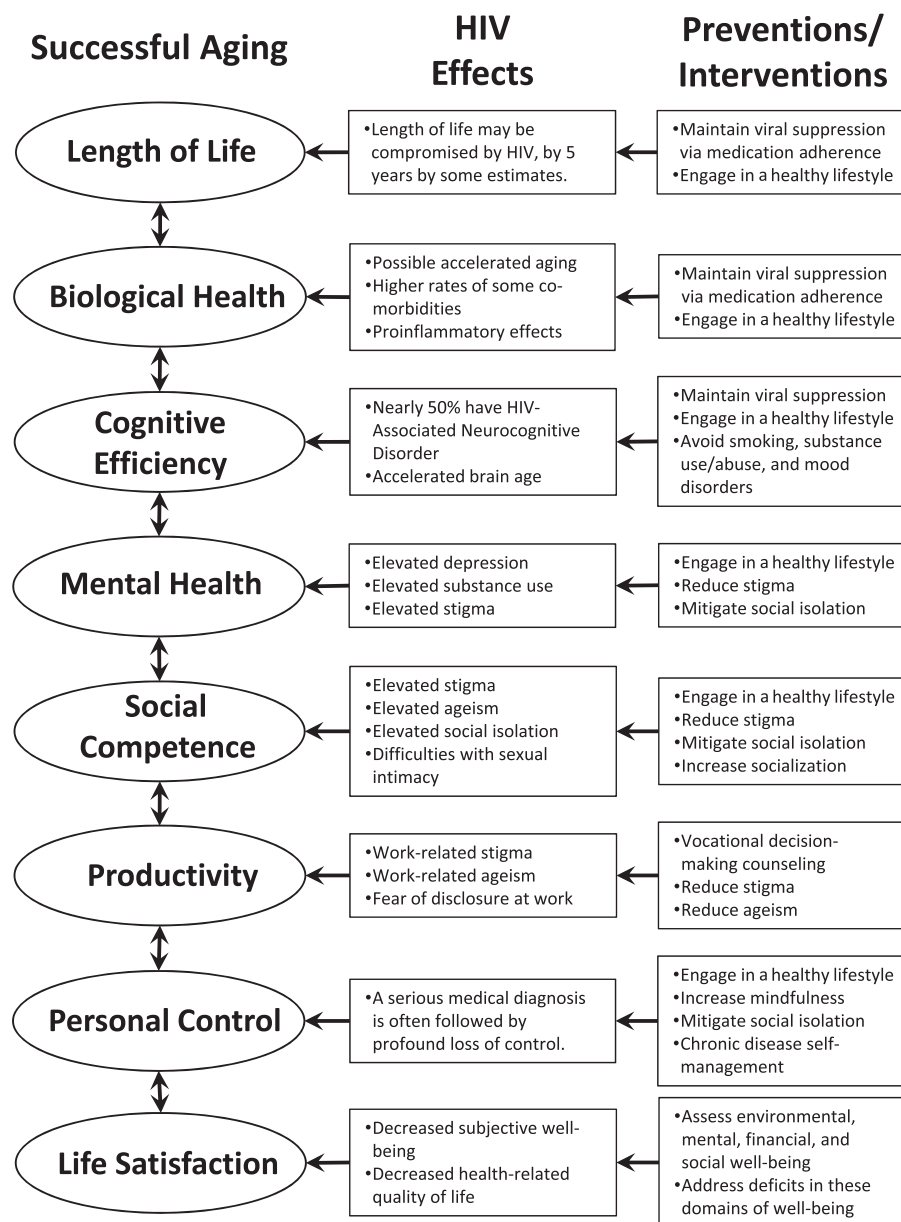 Successful Aging
HIV
Effects
Preventions/
Interventions
Length of Life
•Length of life may be
compromised by HIV, by 5
years by some estimates.
•Maintain viral suppression
via medication adherence
•Engage in a healthy lifestyle
Biological Health
•Possible accelerated aging
•Higher rates of some co-
morbidities
•Proinflammatory effects
•Maintain viral suppression
via medication adherence
•Engage in a healthy lifestyle
Cognitive
Efficiency
•Nearly 50% have HIV-
Associated Neurocognitive
Disorder
•Accelerated brain age
•Maintain viral suppression
•Engage in a healthy lifestyle
•Avoid smoking, substance
use/abuse, and mood
disorders
Mental Health
•Elevated depression
•Elevated substance use
•Elevated stigma
•Engage in a healthy lifestyle
•Reduce stigma
•Mitigate social isolation
Social
Competence
•Elevated stigma
•Elevated ageism
•Elevated social isolation
•Difficulties with sexual
intimacy
•Engage in a healthy lifestyle
•Reduce stigma
•Mitigate social isolation
•Increase socialization
Productivity
•Work-related stigma
•Work-related ageism
•Fear of disclosure at work
•Vocational decision-
making counseling
•Reduce stigma
•Reduce ageism
Personal Control
•A serious medical diagnosis
is often followed by
profound loss of control.
•Engage in a healthy lifestyle
•Increase mindfulness
•Mitigate social isolation
•Chronic disease self-
management
Life Satisfaction
•Decreased subjective well-
being
•Decreased health-related
quality of life
•Assess environmental,
mental, financial, and
social well-being
•Address deficits in these
domains of well-being